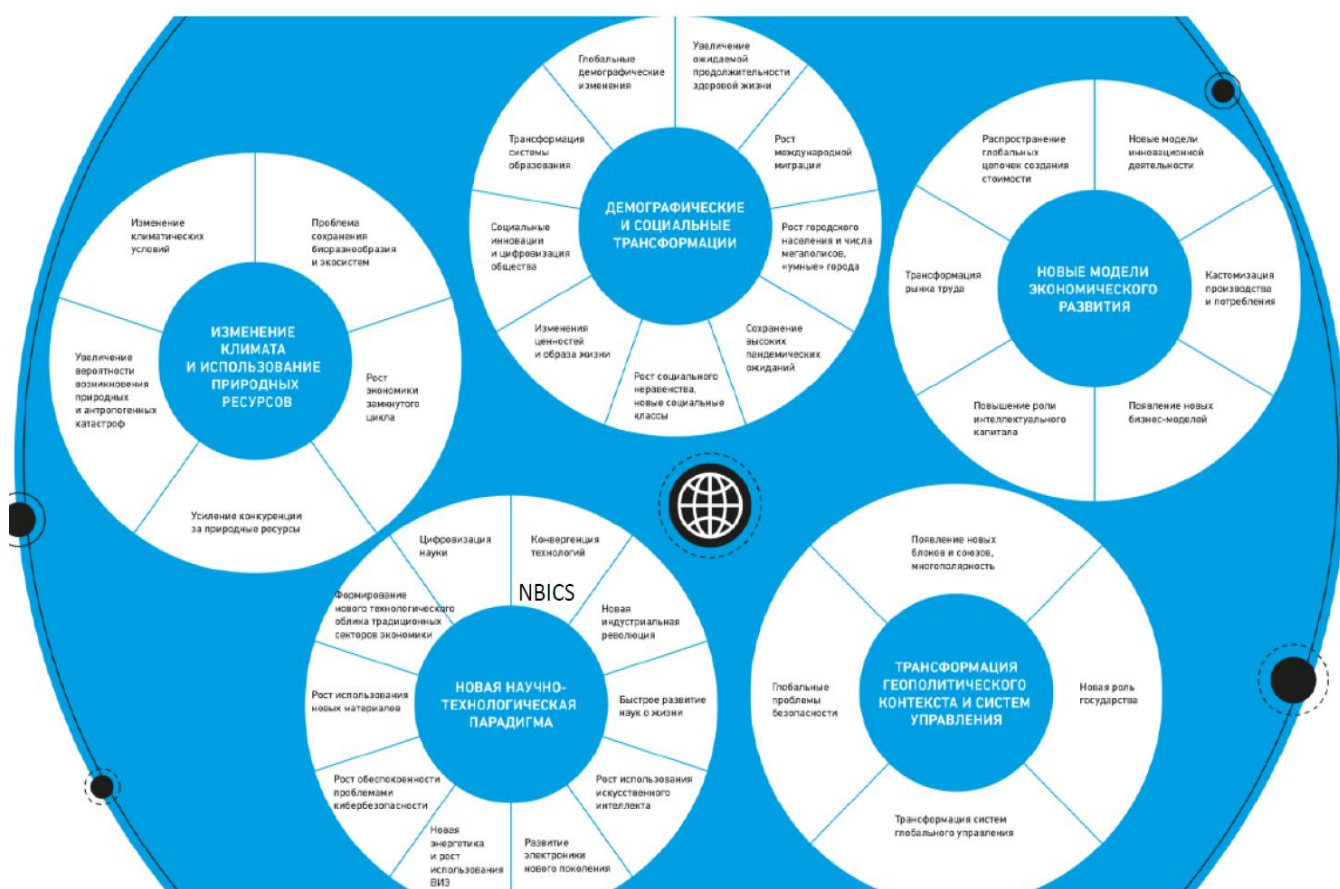 Глобальные
демографические
изменения
Увеличение
ожидаемой
продолжительности
здоровой жизни
Рост
международной
миграции
Рост городского
населения и числа
мегаполисов,
«умные» города
Сохранение
высоких
пандемических
ожиданий
Рост социального
неравенства,
новые социальные
классы
Изменения
ценностей
и образа жизни
Социальные
инновации
и цифровизация
общества
Трансформация
системы
образования
ДЕМОГРАФИЧЕСКИЕ
И СОЦИАЛЬНЫЕ
ТРАНСФОРМАЦИИ
Распространение
глобальных
цепочек создания
стоимости
Новые модели
инновационной
деятельности
Кастомизация
производства
и потребления
Появление новых
бизнес-моделей
Повышение роли
интеллектуального
капитала
Трансформация
рынка труда
НОВЫЕ МОДЕЛИ
ЭКОНОМИЧЕСКОГО
РАЗВИТИЯ
Изменение
климатических
условий
Проблема
сохранения
биоразнообразия
и экосистем
Рост
экономики
замкнутого
цикла
Усиление конкуренции
за природные ресурсы
Увеличение
вероятности
возникновения
природных
и антропогенных
катастроф
ИЗМЕНЕНИЕ
КЛИМАТА
И ИСПОЛЬЗОВАНИЕ
ПРИРОДНЫХ
РЕСУРСОВ
Цифровизация
науки
Конвергенция
технологий
NBICS
Новая
индустриальная
революция
Быстрое развитие
наук о жизни
Рост использования
искусственного
интеллекта
Развитие
электроники
нового поколения
Новая
энергетика
и рост
использования
ВИЭ
Рост обеспокоенности
проблемами
кибербезопасности
Рост использования
новых материалов
Формирование
нового технологического
облика традиционных
секторов экономики
НОВАЯ НАУЧНО-
ТЕХНОЛОГИЧЕСКАЯ
ПАРАДИГМА
Появление новых
блоков и союзов,
многополярность
Новая роль
государства
Трансформация систем
глобального управления
Глобальные
проблемы
безопасности
ТРАНСФОРМАЦИЯ
ГЕОПОЛИТИЧЕСКОГО
КОНТЕКСТА И СИСТЕМ
УПРАВЛЕНИЯ